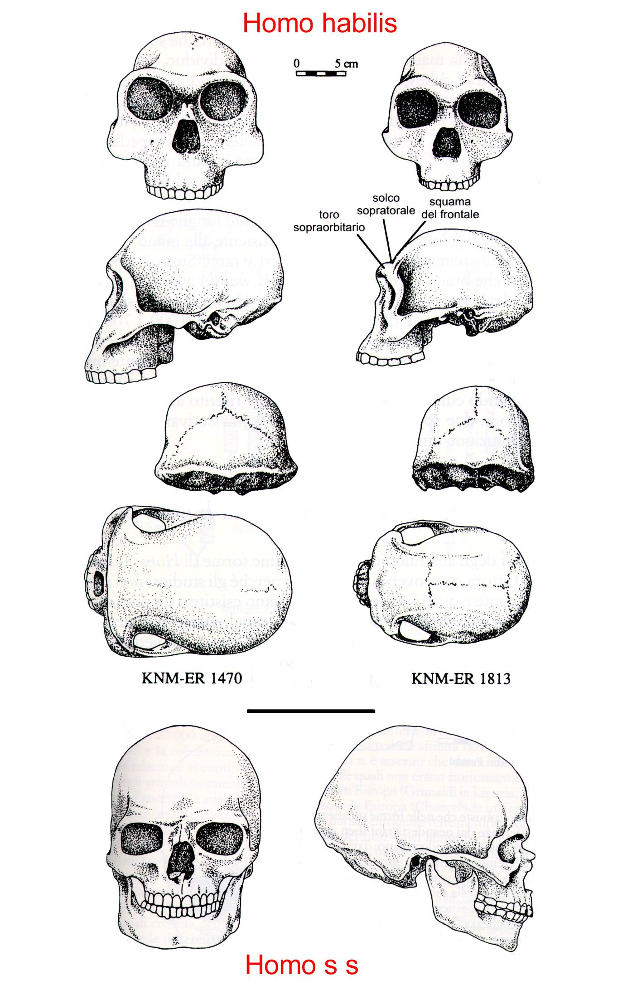 Homo habilis
0 5 cm
solco
sopratorale
squama
del frontale
toro
sopraorbitario
KNM-ER 1470
KNM-ER 1813
Homo s s